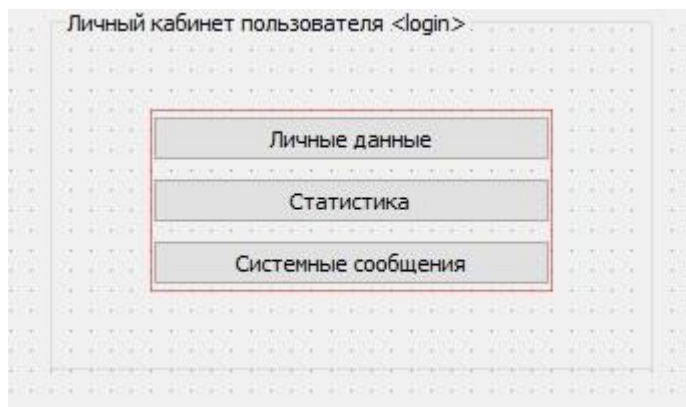 Личный кабинет пользователя <login>
Личные данные
Статистика
Системные сообщения